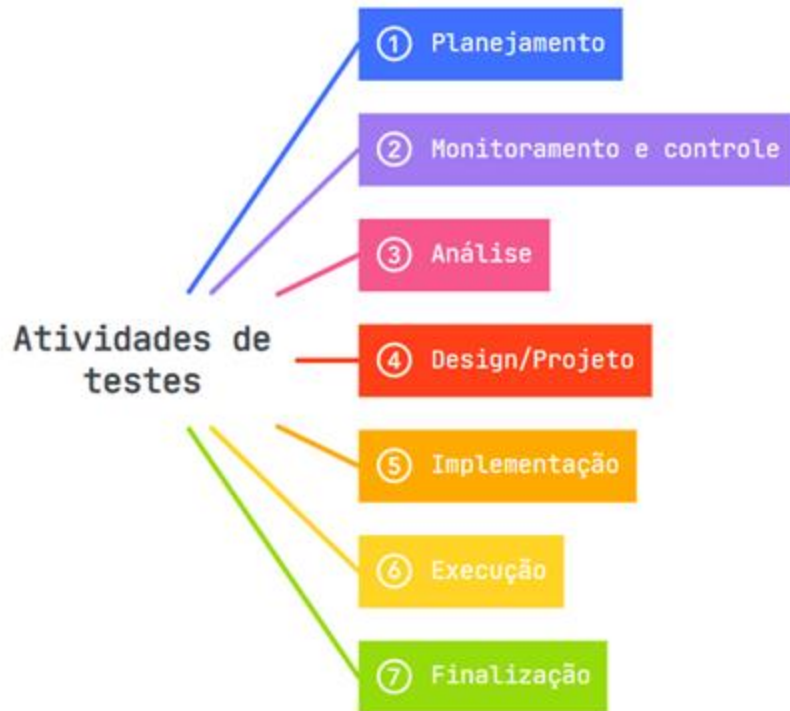 ① Planejamento
② Monitoramento e controle
③ Análise
Atividades de
testes
④ Design/Projeto
⑤ Implementação
⑥ Execução
⑦ Finalização